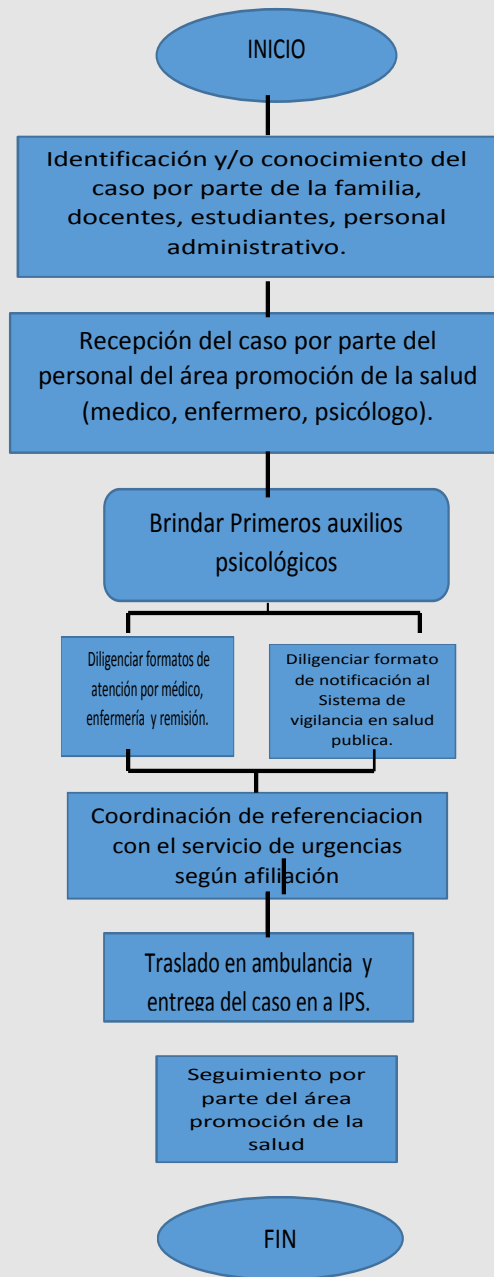 INICIO
Identificación y/o conocimiento del
caso por parte de la familia,
docentes, estudiantes, personal
administrativo.
Recepción del caso por parte del
personal del área promoción de la salud
(medico, enfermero, psicólogo).
Brindar Primeros auxilios
psicológicos
Diligenciar formatos de
atención por médico,
enfermería y remisión.
Diligenciar formato
de notificación al
Sistema de
vigilancia en salud
publica.
Coordinación de referenciacion
con el servicio de urgencias
según afiliación
Traslado en ambulancia y
entrega del caso en a IPS.
Seguimiento por
parte del área
promoción de la
salud
FIN